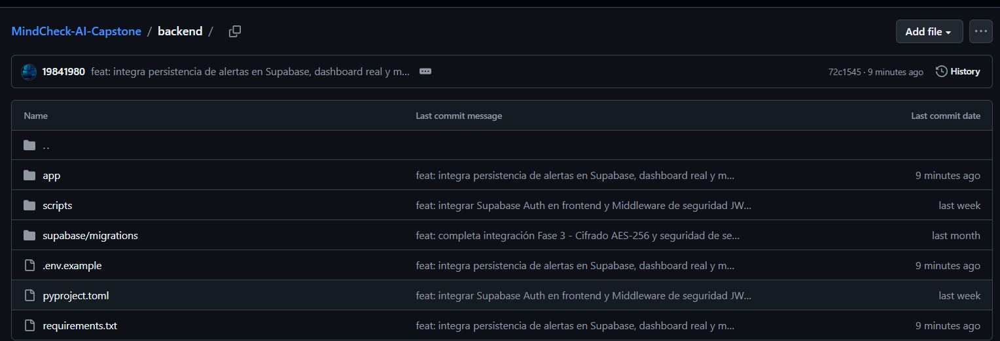 MindCheck-AI-Capstone / backend /
Add file
19841980 feat: integra persistencia de alertas en Supabase, dashboard real y m... 72c1545 · 9 minutes ago History
Name Last commit message Last commit date
..
app feat: integra persistencia de alertas en Supabase, dashboard real y m... 9 minutes ago
scripts feat: integrar Supabase Auth en frontend y Middleware de seguridad JW... last week
supabase/migrations feat: completa integración Fase 3 - Cifrado AES-256 y seguridad de se... last month
.env.example feat: integra persistencia de alertas en Supabase, dashboard real y m... 9 minutes ago
pyproject.toml feat: integrar Supabase Auth en frontend y Middleware de seguridad JW... last week
requirements.txt feat: integra persistencia de alertas en Supabase, dashboard real y m... 9 minutes ago